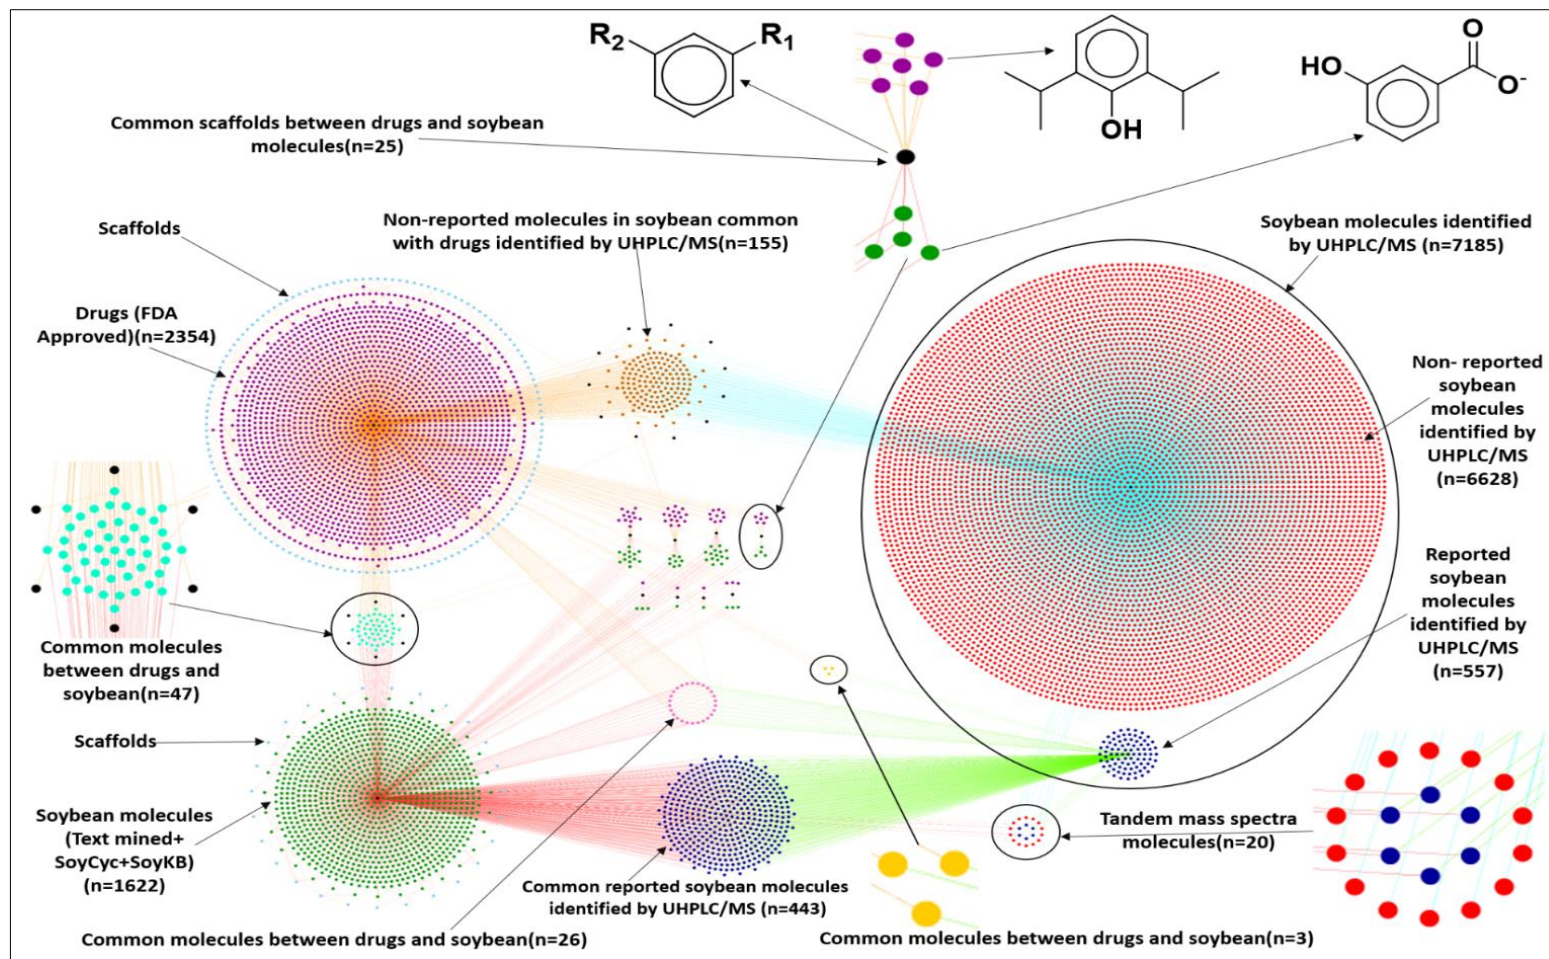 R2
R1
O
HO
O-
OH
Common scaffolds between drugs and soybean
molecules(n=25)
Scaffolds
Non-reported molecules in soybean common
with drugs identified by UHPLC/MS(n=155)
Soybean molecules identified
by UHPLC/MS (n=7185)
Drugs (FDA
Approved)(n=2354)
Non- reported
soybean
molecules
identified by
UHPLC/MS
(n=6628)
Reported
soybean
molecules
identified by
UHPLC/MS
(n=557)
Common molecules
between drugs and
soybean(n=47)
Scaffolds
Soybean molecules
(Text mined+
SoyCyc+SoyKB)
(n=1622)
Tandem mass spectra
molecules(n=20)
Common reported soybean molecules
identified by UHPLC/MS (n=443)
Common molecules between drugs and soybean(n=26)
Common molecules between drugs and soybean(n=3)